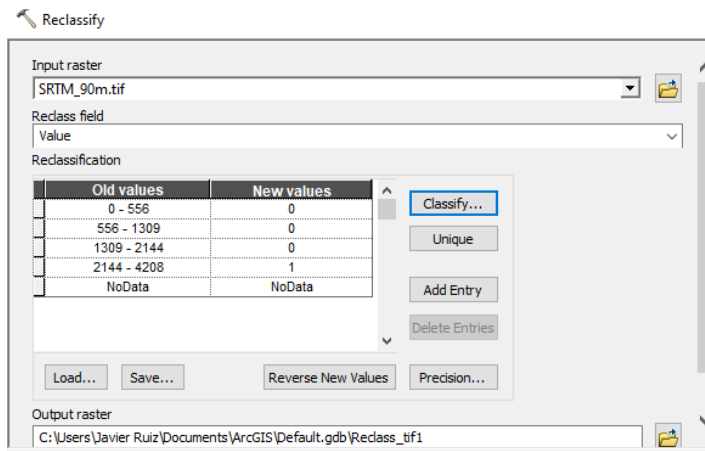 Reclassify
Input raster
SRTM_90m.tif
Reclass field
Value
Reclassification
Old values New values
0 - 556 0
556 - 1309 0
1309 - 2144 0
2144 - 4208 1
NoData NoData
Classify...
Unique
Add Entry
Delete Entries
Load... Save... Reverse New Values Precision...
Output raster
C:\Users\Javier Ruiz\Documents\ArcGIS\Default.gdb\Reclass_tif1